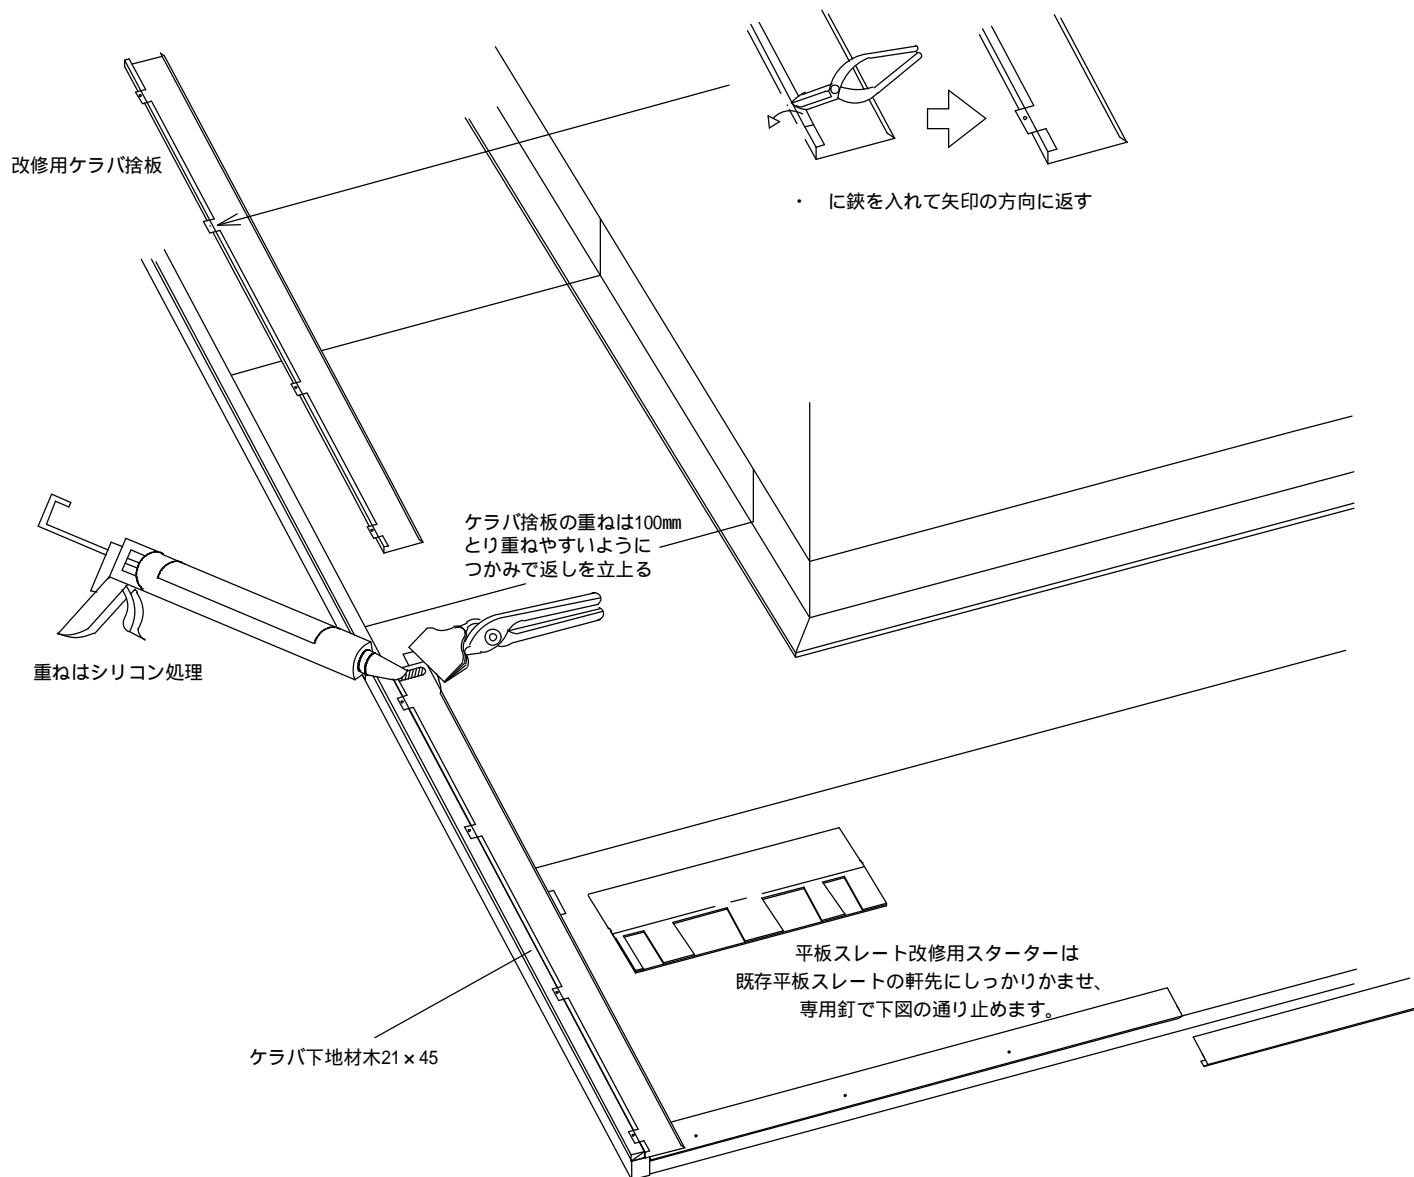 ・ に鋏を入れて矢印の方向に返す
改修用ケラバ捨板
ケラバ捨板の重ねは100㎜
とり重ねやすいように
つかみで返しを立上る
重ねはシリコン処理
平板スレート改修用スターターは
既存平板スレートの軒先にしっかりかませ、
専用釘で下図の通り止めます。
ケラバ下地材木21×45